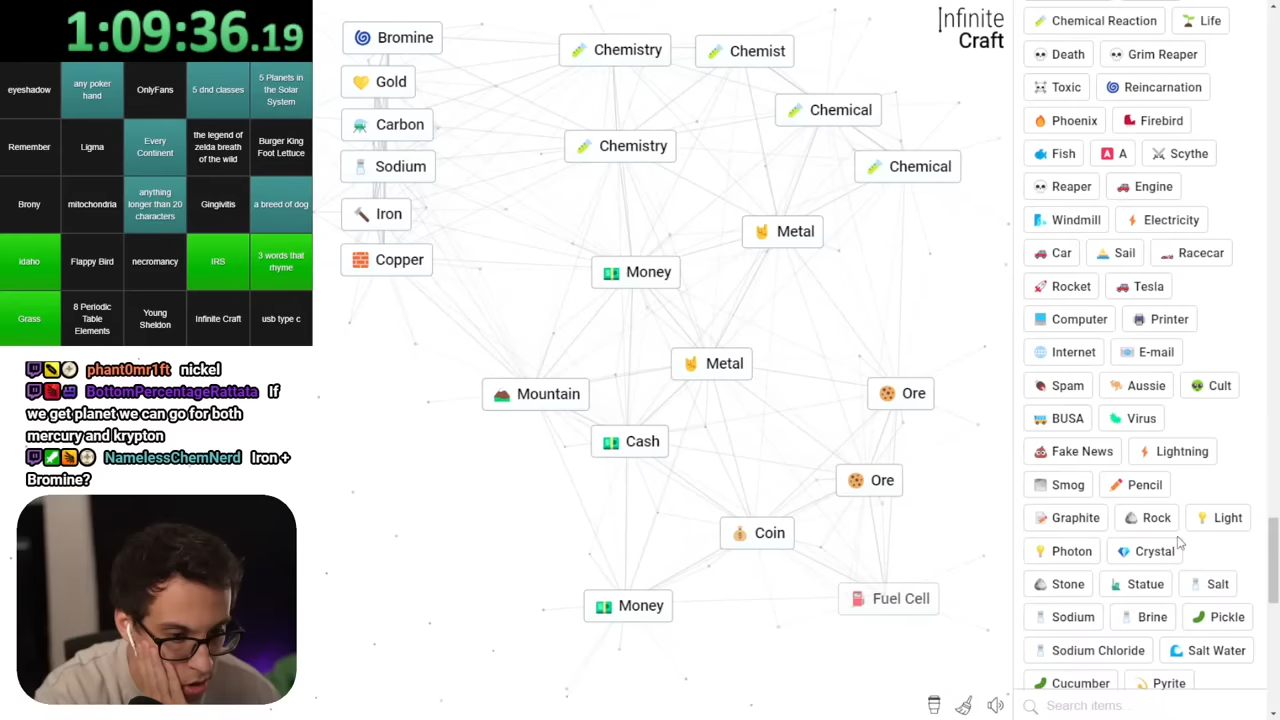 1:09:36.19
eyeshadow
any poker
hand
OnlyFans
5 dnd classes
5 Planets in
the Solar
System
Remember
Ligma
Every
Continent
the legend of
zelda breath
of the wild
Burger King
Foot Lettuce
Brony
mitochondria
anything
longer than 20
characters
Gingivitis
a breed of dog
Idaho
Flappy Bird
necromancy
IRS
3 words that
rhyme
Grass
8 Periodic
Table
Elements
Young
Sheldon
Infinite Craft
usb type c
phant0mr1ft nickel
BottomPercentageRattata If
we get planet we can go for both
mercury and krypton
NamelessChemNerd Iron +
Bromine?
Infinite
Craft
Bromine
Gold
Carbon
Sodium
Iron
Copper
Chemistry
Chemist
Chemical
Chemistry
Chemical
Metal
Money
Metal
Mountain
Ore
Cash
Ore
Coin
Money
Fuel Cell
Chemical Reaction Life
Death Grim Reaper
Toxic Reincarnation
Phoenix Firebird
Fish A A Scythe
Reaper Engine
Windmill Electricity
Car Sail Racecar
Rocket Tesla
Computer Printer
Internet E-mail
Spam Aussie Cult
BUSA Virus
Fake News Lightning
Smog Pencil
Graphite Rock Light
Photon Crystal
Stone Statue Salt
Sodium Brine Pickle
Sodium Chloride Salt Water
Cucumber Pyrite
Search items...